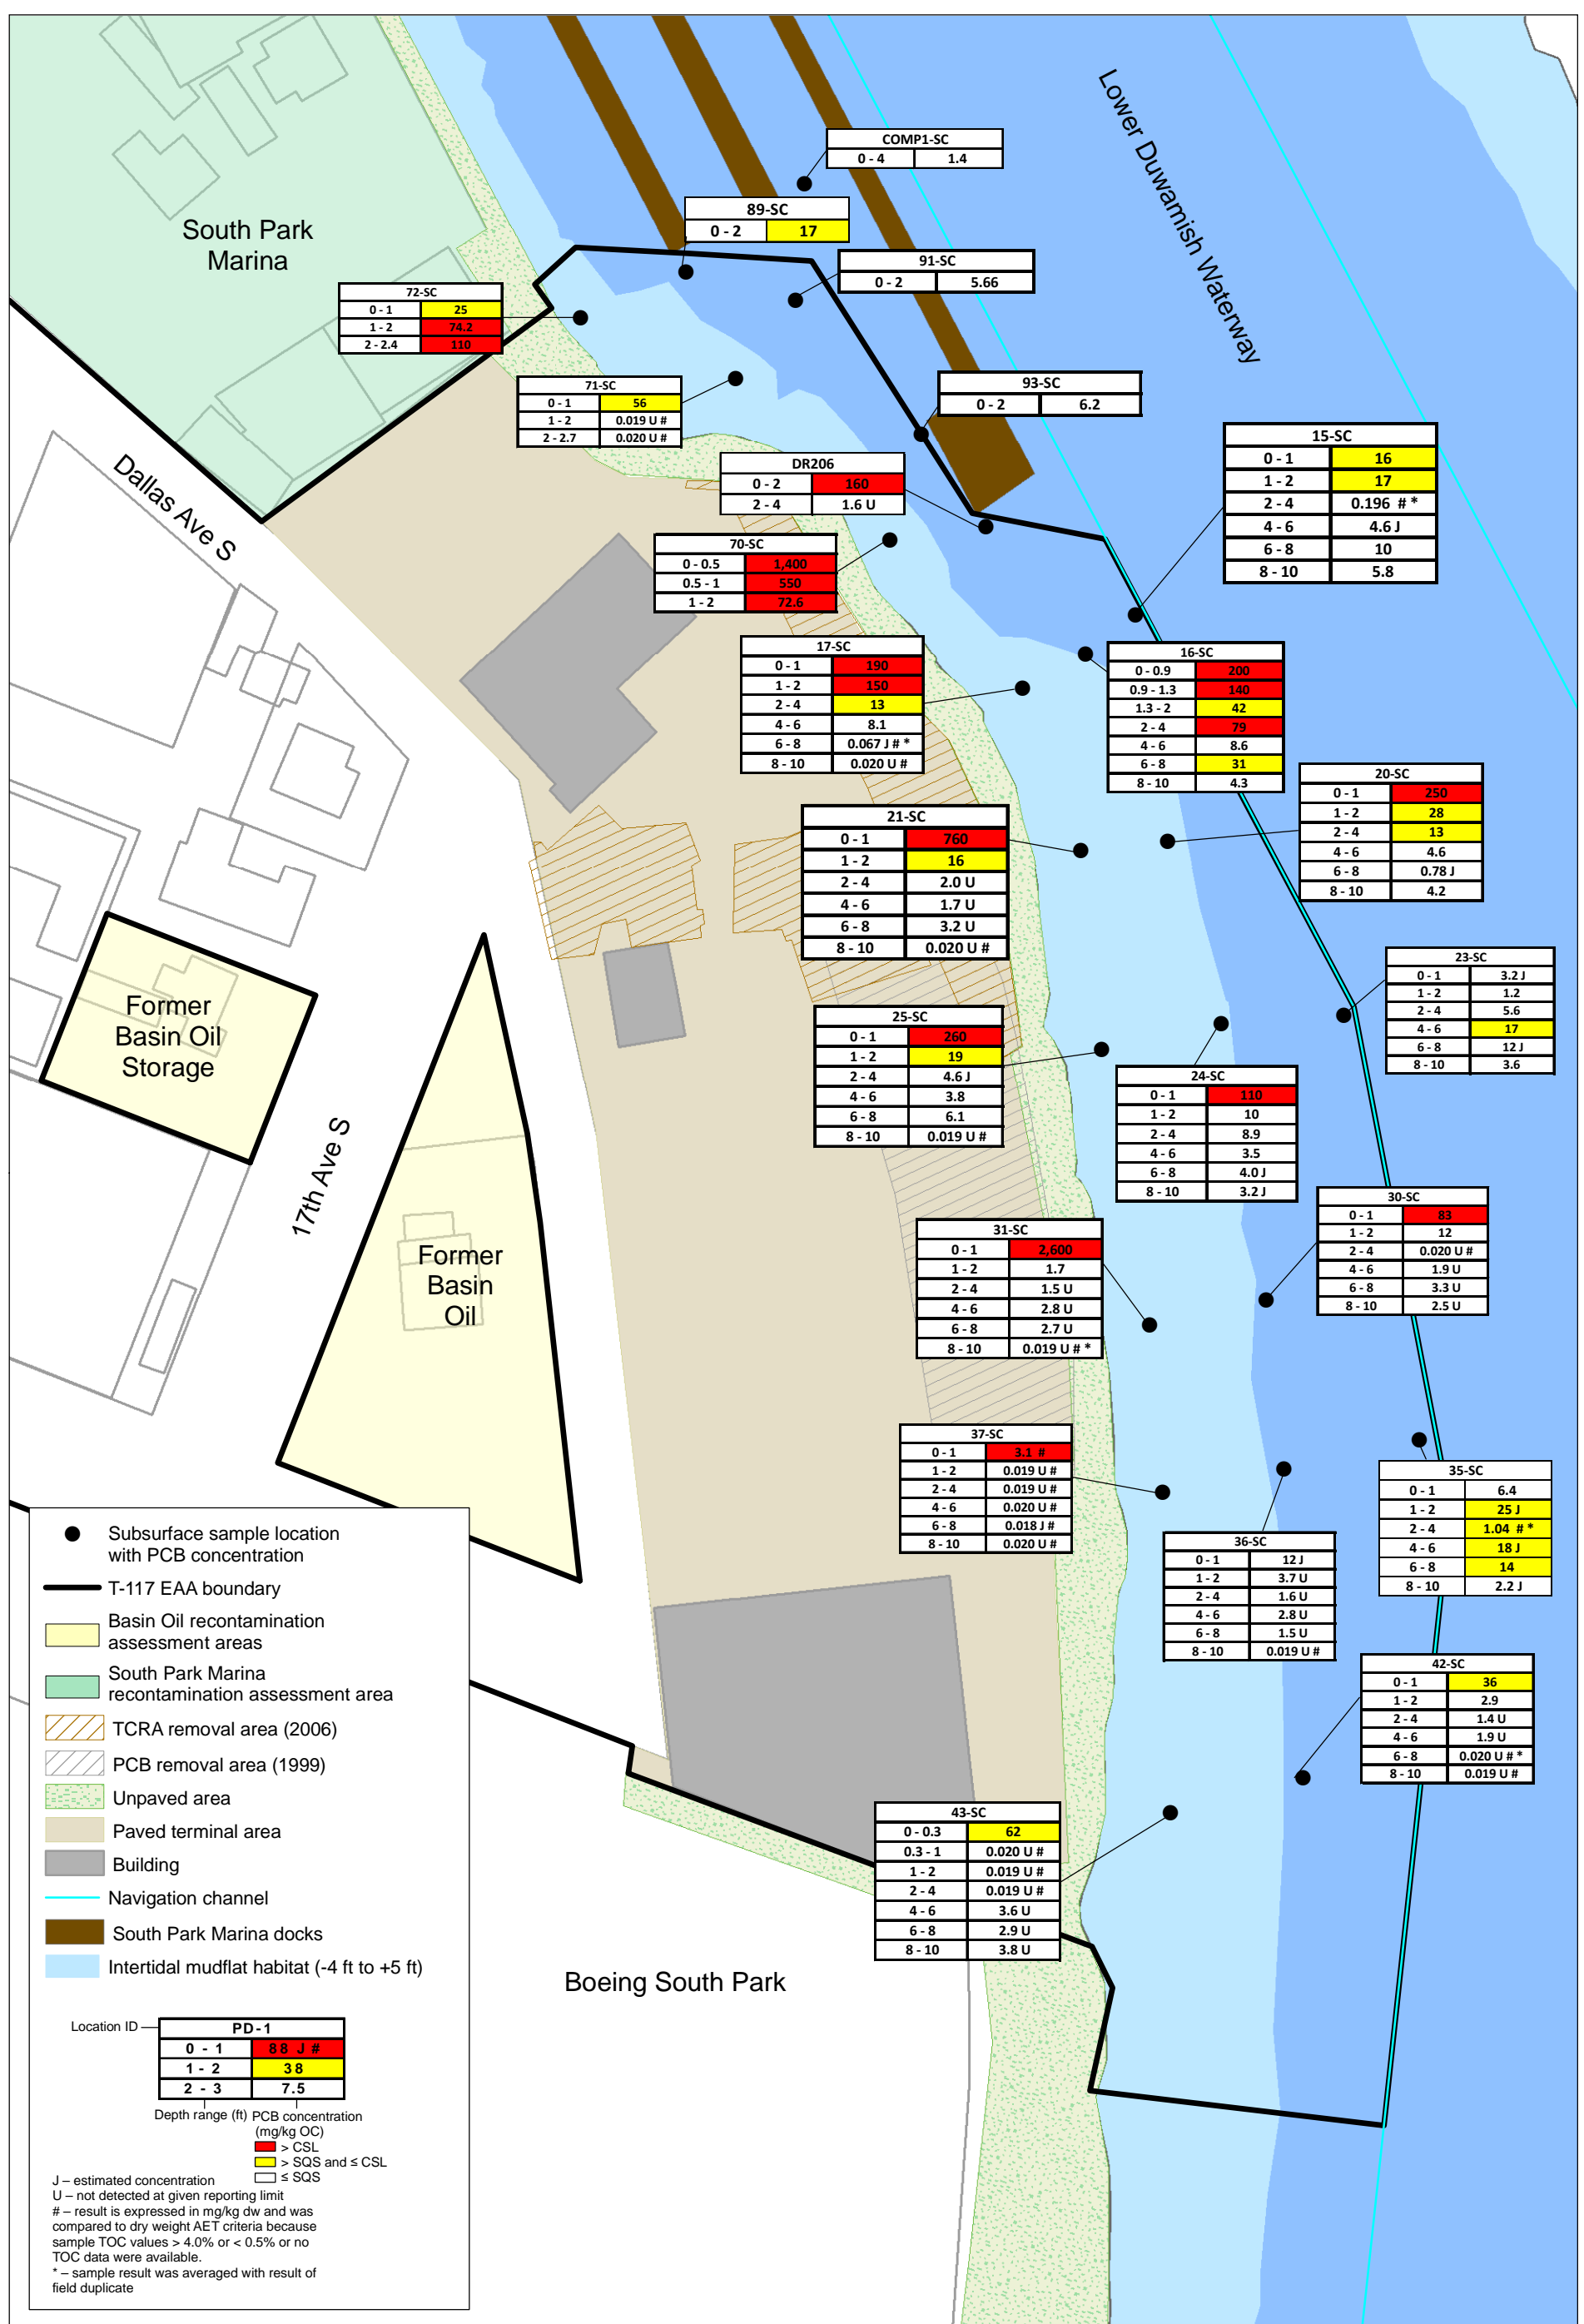 Lower Duwamish Waterway
COMP1-SC
0 - 4 1.4
89-SC
0 - 2 17
South Park
Marina
91-SC
0 - 2 5.66
72-SC
0 - 1 25
1 - 2 74.2
2 - 2.4 110
71-SC
0 - 1 56
1 - 2 0.019 U #
2 - 2.7 0.020 U #
93-SC
0 - 2 6.2
15-SC
0 - 1 16
1 - 2 17
2 - 4 0.196 # *
4 - 6 4.6 J
6 - 8 10
8 - 10 5.8
Dallas Ave S
DR206
0 - 2 160
2 - 4 1.6 U
70-SC
0 - 0.5 1,400
0.5 - 1 550
1 - 2 72.6
17-SC
0 - 1 190
1 - 2 150
2 - 4 13
4 - 6 8.1
6 - 8 0.067 J # *
8 - 10 0.020 U #
16-SC
0 - 0.9 200
0.9 - 1.3 140
1.3 - 2 42
2 - 4 79
4 - 6 8.6
6 - 8 31
8 - 10 4.3
20-SC
0 - 1 250
1 - 2 28
2 - 4 13
4 - 6 4.6
6 - 8 0.78 J
8 - 10 4.2
21-SC
0 - 1 760
1 - 2 16
2 - 4 2.0 U
4 - 6 1.7 U
6 - 8 3.2 U
8 - 10 0.020 U #
23-SC
0 - 1 3.2 J
1 - 2 1.2
2 - 4 5.6
4 - 6 17
6 - 8 12 J
8 - 10 3.6
Former
Basin Oil
Storage
25-SC
0 - 1 260
1 - 2 19
2 - 4 4.6 J
4 - 6 3.8
6 - 8 6.1
8 - 10 0.019 U #
24-SC
0 - 1 110
1 - 2 10
2 - 4 8.9
4 - 6 3.5
6 - 8 4.0 J
8 - 10 3.2 J
17th Ave S
30-SC
0 - 1 83
1 - 2 12
2 - 4 0.020 U #
4 - 6 1.9 U
6 - 8 3.3 U
8 - 10 2.5 U
Former
Basin
Oil
31-SC
0 - 1 2,600
1 - 2 1.7
2 - 4 1.5 U
4 - 6 2.8 U
6 - 8 2.7 U
8 - 10 0.019 U # *
37-SC
0 - 1 3.1 #
1 - 2 0.019 U #
2 - 4 0.019 U #
4 - 6 0.020 U #
6 - 8 0.018 J #
8 - 10 0.020 U #
35-SC
0 - 1 6.4
1 - 2 25 J
2 - 4 1.04 # *
4 - 6 18 J
6 - 8 14
8 - 10 2.2 J
36-SC
0 - 1 12 J
1 - 2 3.7 U
2 - 4 1.6 U
4 - 6 2.8 U
6 - 8 1.5 U
8 - 10 0.019 U #
42-SC
0 - 1 36
1 - 2 2.9
2 - 4 1.4 U
4 - 6 1.9 U
6 - 8 0.020 U # *
8 - 10 0.019 U #
43-SC
0 - 0.3 62
0.3 - 1 0.020 U #
1 - 2 0.019 U #
2 - 4 0.019 U #
4 - 6 3.6 U
6 - 8 2.9 U
8 - 10 3.8 U
Boeing South Park
Subsurface sample location
with PCB concentration
T-117 EAA boundary
Basin Oil recontamination
assessment areas
South Park Marina
recontamination assessment area
TCRA removal area (2006)
PCB removal area (1999)
Unpaved area
Paved terminal area
Building
Navigation channel
South Park Marina docks
Intertidal mudflat habitat (-4 ft to +5 ft)
Location ID
PD-1
0 - 1 88 J #
1 - 2 38
2 - 3 7.5
Depth range (ft) PCB concentration
(mg/kg OC)
> CSL
> SQS and ≤ CSL
≤ SQS
J – estimated concentration
U – not detected at given reporting limit
# – result is expressed in mg/kg dw and was
compared to dry weight AET criteria because
sample TOC values > 4.0% or < 0.5% or no
TOC data were available.
* – sample result was averaged with result of
field duplicate